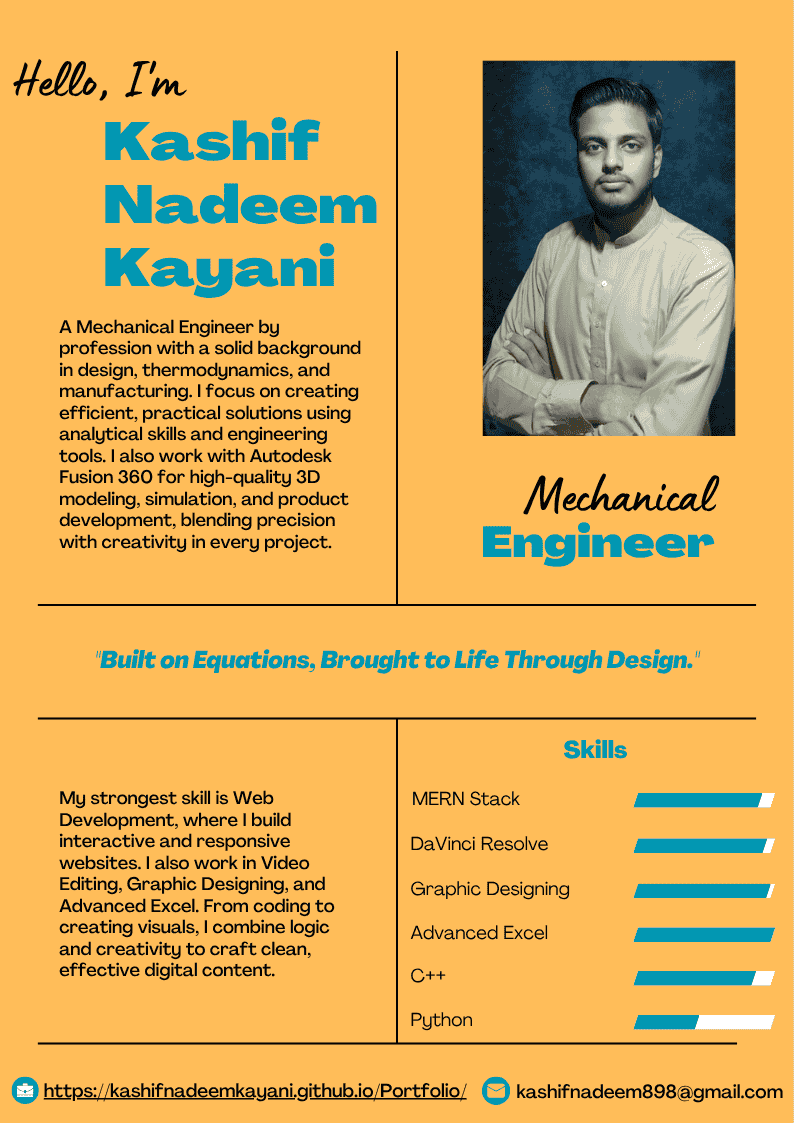 Hello, I'm
Kashif
Nadeem
Kayani
A Mechanical Engineer by
profession with a solid background
in design, thermodynamics, and
manufacturing. I focus on creating
efficient, practical solutions using
analytical skills and engineering
tools. I also work with Autodesk
Fusion 360 for high-quality 3D
modeling, simulation, and product
development, blending precision
with creativity in every project.
Mechanical
Engineer
"Built on Equations, Brought to Life Through Design."
My strongest skill is Web
Development, where I build
interactive and responsive
websites. I also work in Video
Editing, Graphic Designing, and
Advanced Excel. From coding to
creating visuals, I combine logic
and creativity to craft clean,
effective digital content.
Skills
MERN Stack
DaVinci Resolve
Graphic Designing
Advanced Excel
C++
Python
https://kashifnadeemkayani.github.io/Portfolio/
kashifnadeem898@gmail.com